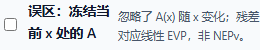 误区：冻结当前 x 处的 A
忽略了 A(x) 随 x 变化；残差
对应线性 EVP，非 NEPv。